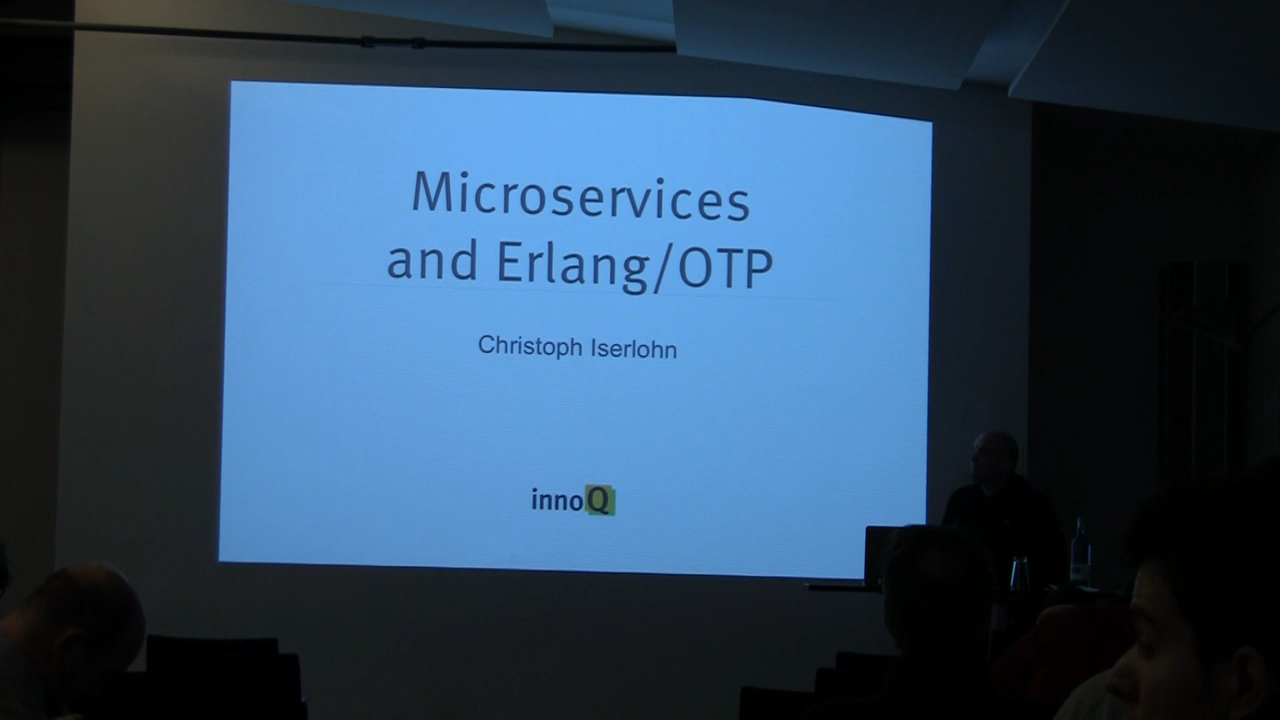 Microservices
and Erlang/OTP
Christoph Iserlohn
innoQ